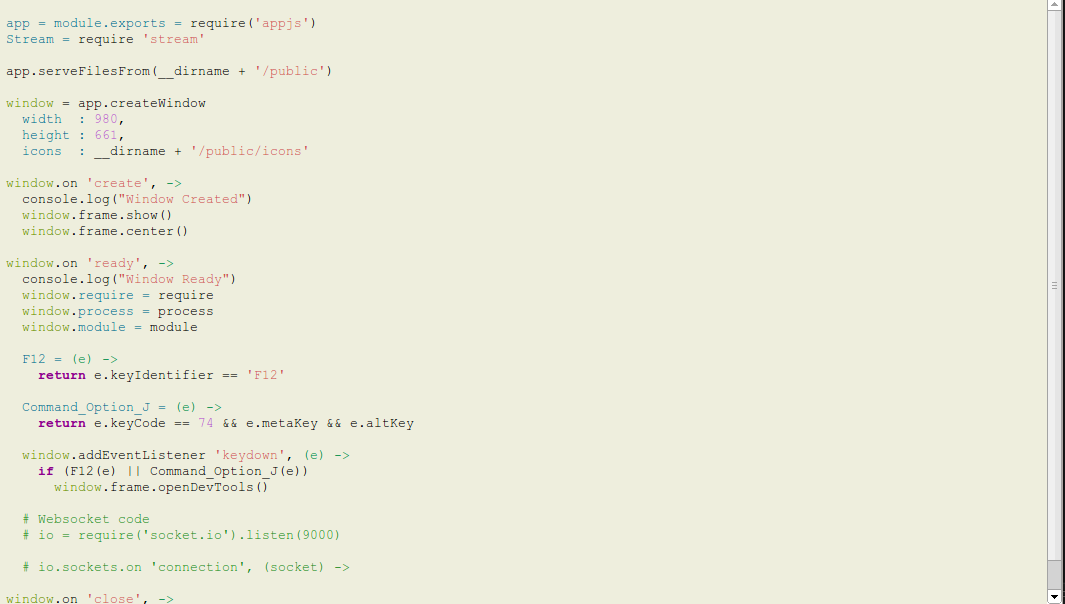 app = module.exports = require('appjs')
Stream = require 'stream'
app.serveFilesFrom(__dirname + '/public')
window = app.createWindow
  width  : 980,
  height : 661,
  icons  : __dirname + '/public/icons'
window.on 'create', ->
  console.log("Window Created")
  window.frame.show()
  window.frame.center()
window.on 'ready', ->
  console.log("Window Ready")
  window.require = require
  window.process = process
  window.module = module
  F12 = (e) ->
    return e.keyIdentifier == 'F12'
  Command_Option_J = (e) ->
    return e.keyCode == 74 && e.metaKey && e.altKey
  window.addEventListener 'keydown', (e) ->
    if (F12(e) || Command_Option_J(e))
      window.frame.openDevTools()
  # Websocket code
  # io = require('socket.io').listen(9000)
  # io.sockets.on 'connection', (socket) ->
window.on 'close', ->